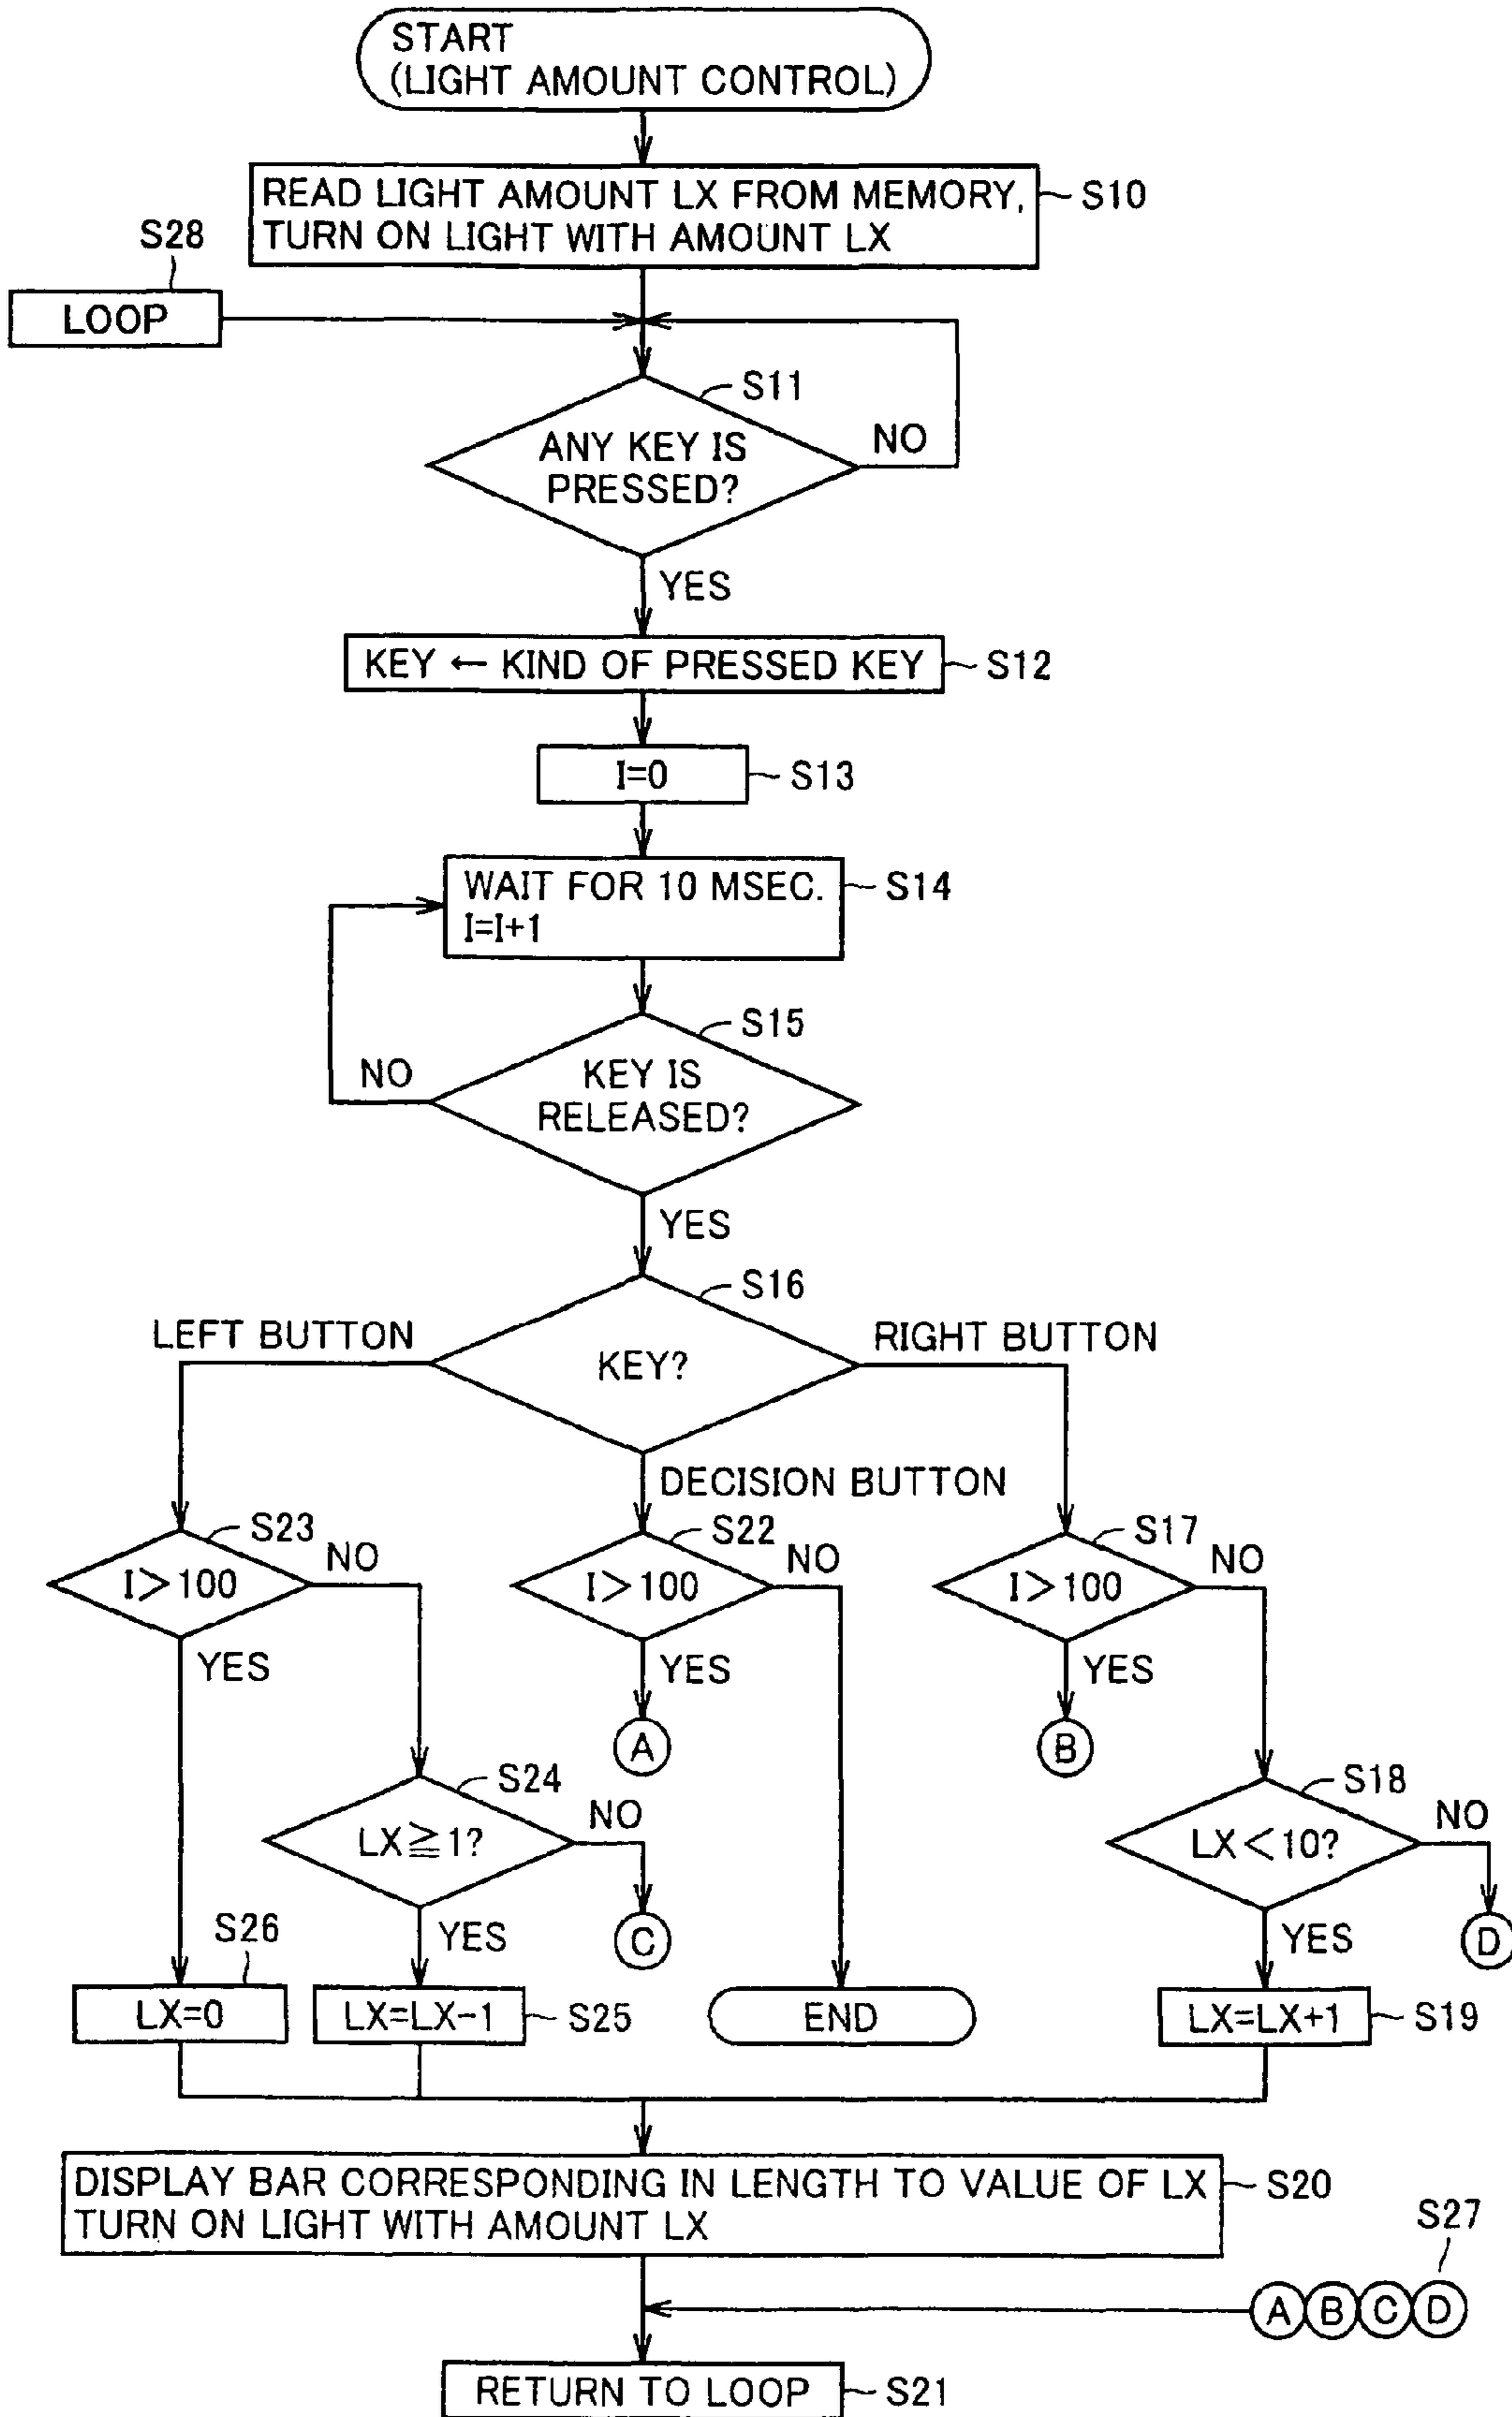 START
(LIGHT AMOUNT CONTROL)
READ LIGHT AMOUNT LX FROM MEMORY,
TURN ON LIGHT WITH AMOUNT LX
S10
S28
LOOP
S11
ANY KEY IS
PRESSED?
NO
YES
KEY ← KIND OF PRESSED KEY
S12
I=0
S13
WAIT FOR 10 MSEC.
I=I+1
S14
S15
KEY IS
RELEASED?
NO
YES
S16
KEY?
LEFT BUTTON
RIGHT BUTTON
DECISION BUTTON
S23
I>100
NO
YES
S22
I>100
NO
YES
S17
I>100
NO
YES
A
B
S24
LX≧1?
NO
YES
C
S18
LX<10?
NO
YES
D
S26
LX=0
LX=LX-1
S25
END
LX=LX+1
S19
DISPLAY BAR CORRESPONDING IN LENGTH TO VALUE OF LX
TURN ON LIGHT WITH AMOUNT LX
S20
S27
A B C D
RETURN TO LOOP
S21